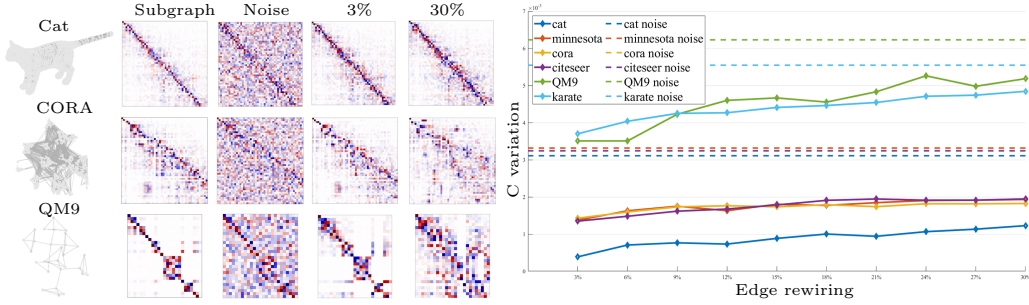 Subgraph Noise 3% 30%
Cat
CORA
QM9
cat cat noise
minnesota minnesota noise
cora cora noise
citeseer citeseer noise
QM9 QM9 noise
karate karate noise
C variation
7
6
5
4
3
2
1
0
3% 6% 9% 12% 15% 18% 21% 24% 27% 30%
Edge rewiring